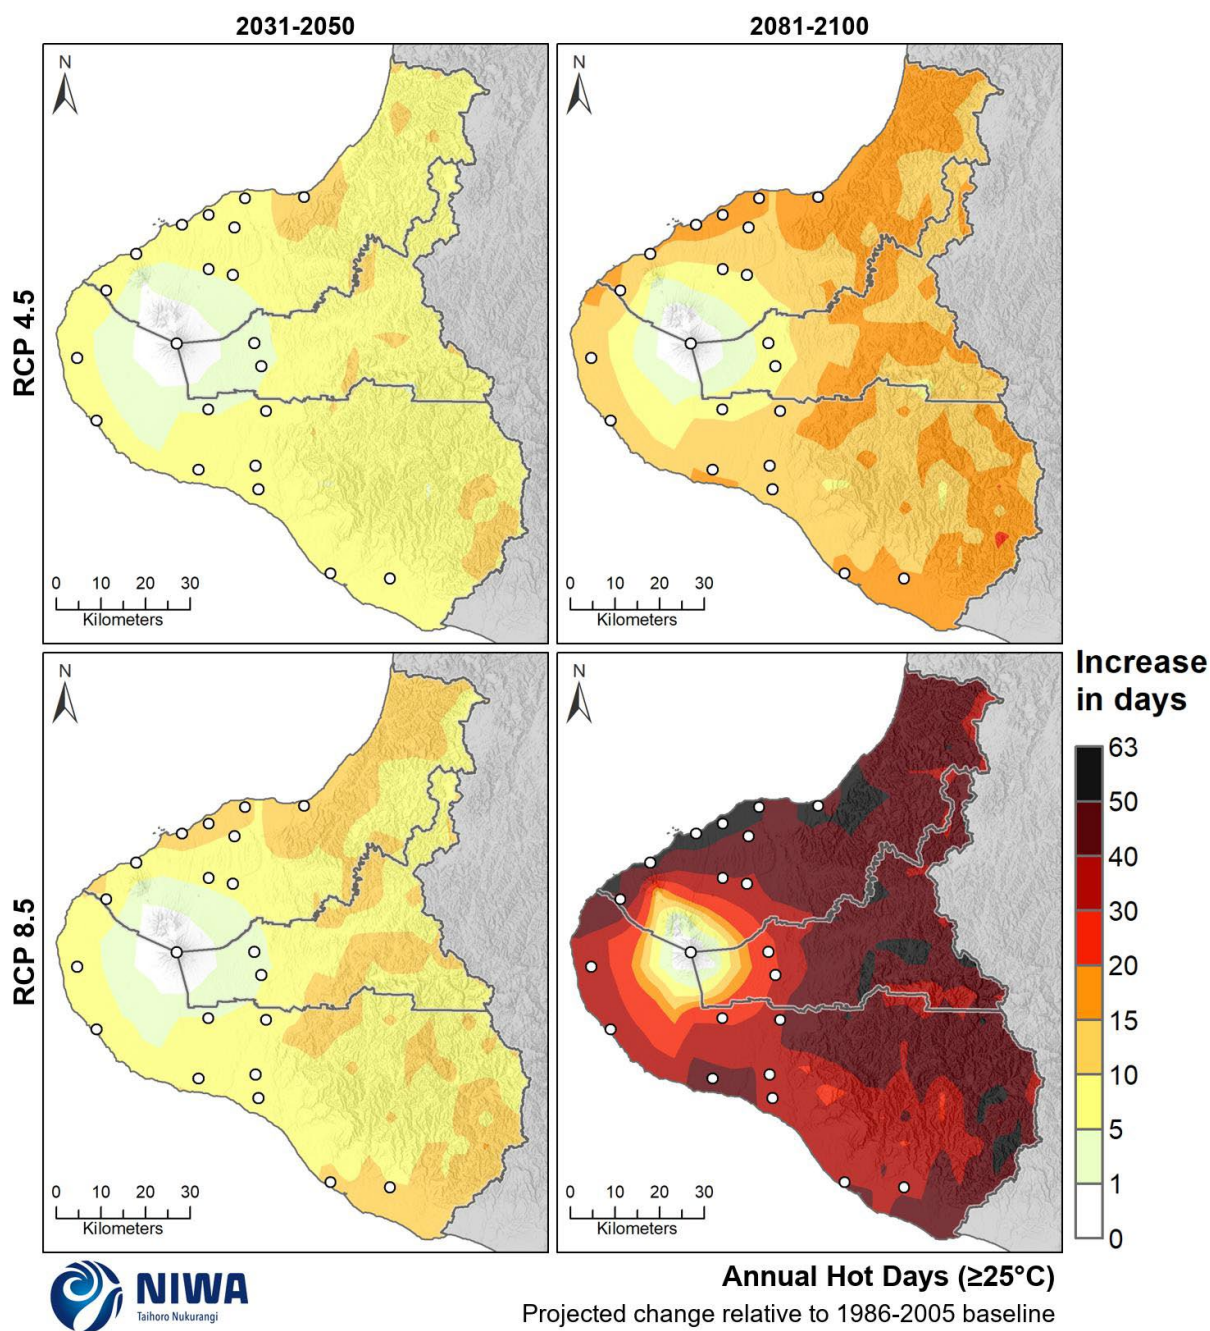 2031-2050
2081-2100
RCP 4.5
N
0 10 20 30
Kilometers
N
0 10 20 30
Kilometers
RCP 8.5
N
0 10 20 30
Kilometers
N
0 10 20 30
Kilometers
Increase
in days
63
50
40
30
20
15
10
5
1
0
NIWA
Taihoro Nukurangi
Annual Hot Days (≥25°C)
Projected change relative to 1986-2005 baseline